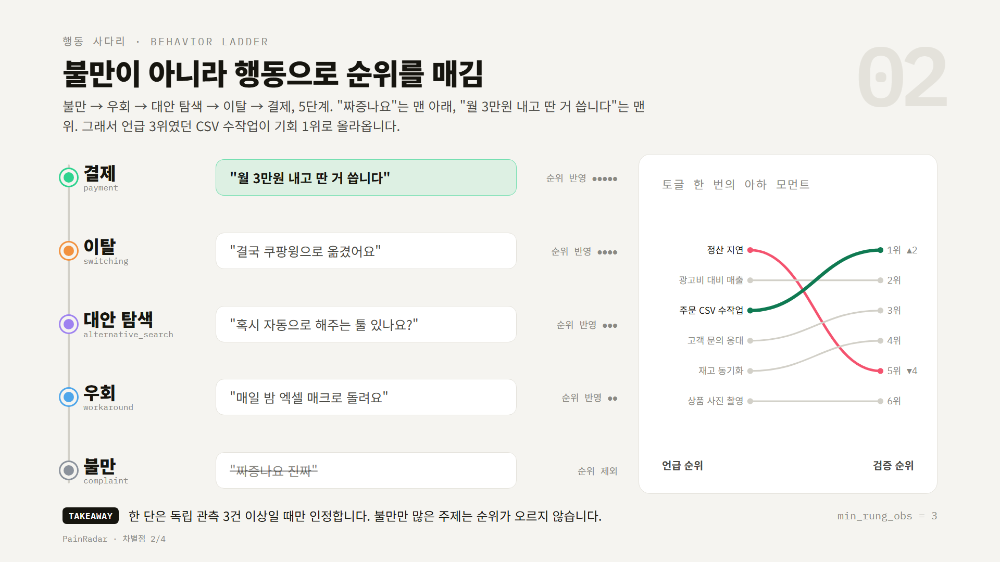 행동 사다리 · BEHAVIOR LADDER
02
불만이 아니라 행동으로 순위를 매김
불만 → 우회 → 대안 탐색 → 이탈 → 결제, 5단계. "짜증나요"는 맨 아래, "월 3만원 내고 딴 거 씁니다"는 맨
위. 그래서 언급 3위였던 CSV 수작업이 기회 1위로 올라옵니다.
결제
payment
"월 3만원 내고 딴 거 씁니다"
순위 반영 ●●●●●
이탈
switching
"결국 쿠팡윙으로 옮겼어요"
순위 반영 ●●●●
대안 탐색
alternative_search
"혹시 자동으로 해주는 툴 있나요?"
순위 반영 ●●●
우회
workaround
"매일 밤 엑셀 매크로 돌려요"
순위 반영 ●●
불만
complaint
"짜증나요 진짜"
순위 제외
토글 한 번의 아하 모먼트
정산 지연
1위 ▲2
광고비 대비 매출
2위
주문 CSV 수작업
3위
고객 문의 응대
4위
재고 동기화
5위 ▼4
상품 사진 촬영
6위
언급 순위
검증 순위
TAKEAWAY 한 단은 독립 관측 3건 이상일 때만 인정합니다. 불만만 많은 주제는 순위가 오르지 않습니다.
min_rung_obs = 3
PainRadar · 차별점 2/4